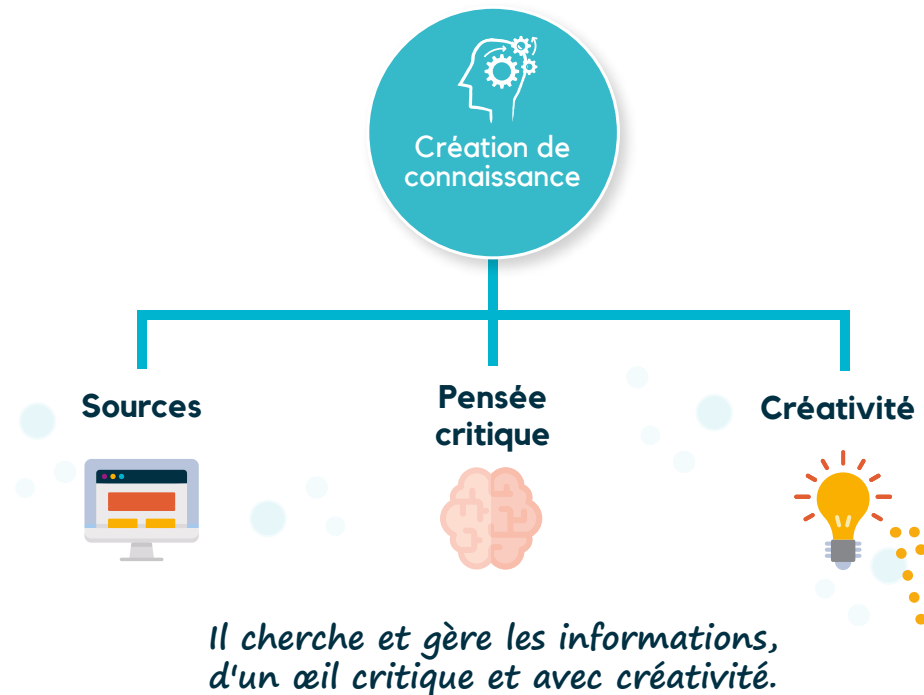 Création de
connaissance
Sources
Pensée
critique
Créativité
Il cherche et gère les informations,
d'un œil critique et avec créativité.